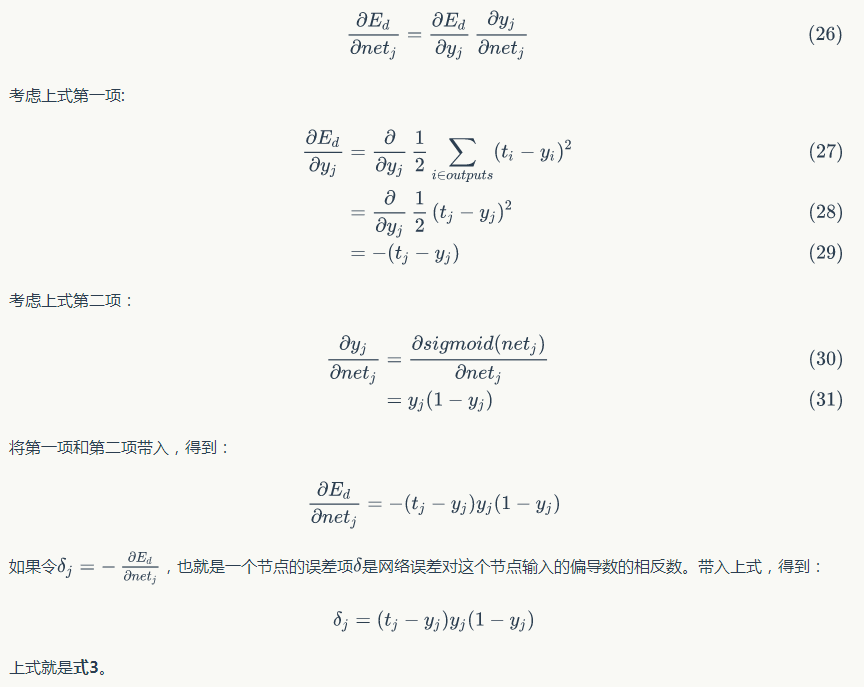 $$\frac{\partial E_d}{\partial net_j} = \frac{\partial E_d}{\partial y_j} \frac{\partial y_j}{\partial net_j} \quad (26)$$
考虑上式第一项:
$$\frac{\partial E_d}{\partial y_j} = \frac{\partial}{\partial y_j} \frac{1}{2} \sum_{i \in outputs} (t_i - y_i)^2 \quad (27)$$
$$= \frac{\partial}{\partial y_j} \frac{1}{2} (t_j - y_j)^2 \quad (28)$$
$$= -(t_j - y_j) \quad (29)$$
考虑上式第二项：
$$\frac{\partial y_j}{\partial net_j} = \frac{\partial sigmoid(net_j)}{\partial net_j} \quad (30)$$
$$= y_j(1 - y_j) \quad (31)$$
将第一项和第二项带入，得到：
$$\frac{\partial E_d}{\partial net_j} = -(t_j - y_j)y_j(1 - y_j)$$
如果令$\delta_j = -\frac{\partial E_d}{\partial net_j}$，也就是一个节点的误差项$\delta$是网络误差对这个节点输入的偏导数的相反数。带入上式，得到：
$$\delta_j = (t_j - y_j)y_j(1 - y_j)$$
上式就是式3。